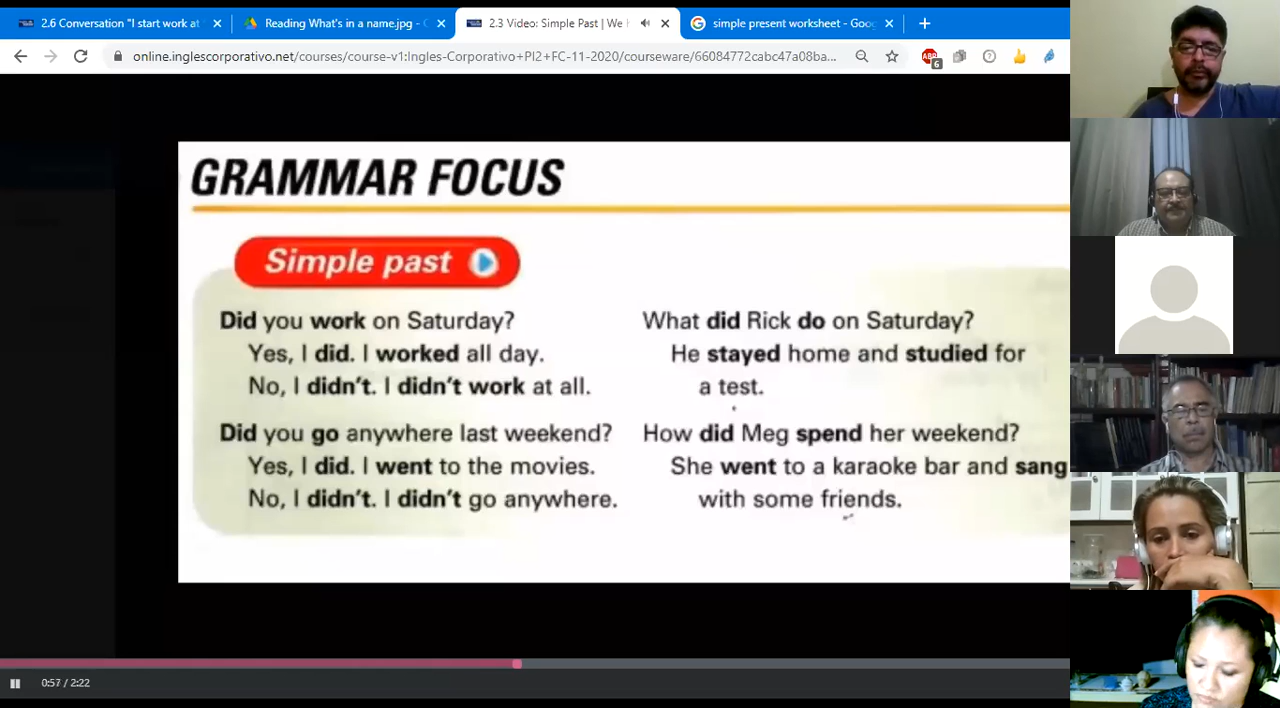 2.6 Conversation "I start work at
Reading What's in a name.jpg - G
2.3 Video: Simple Past | We
simple present worksheet - Goo
online.inglescorporativo.net/courses/course-v1:Ingles-Corporativo+PI2+FC-11-2020/courseware/66084772cabc47a08ba...
ABP
6
GRAMMAR FOCUS
Simple past
Did you work on Saturday?
Yes, I did. I worked all day.
No, I didn't. I didn't work at all.
Did you go anywhere last weekend?
Yes, I did. I went to the movies.
No, I didn't. I didn't go anywhere.
What did Rick do on Saturday?
He stayed home and studied for
a test.
How did Meg spend her weekend?
She went to a karaoke bar and sang
with some friends.
0:57 / 2:22